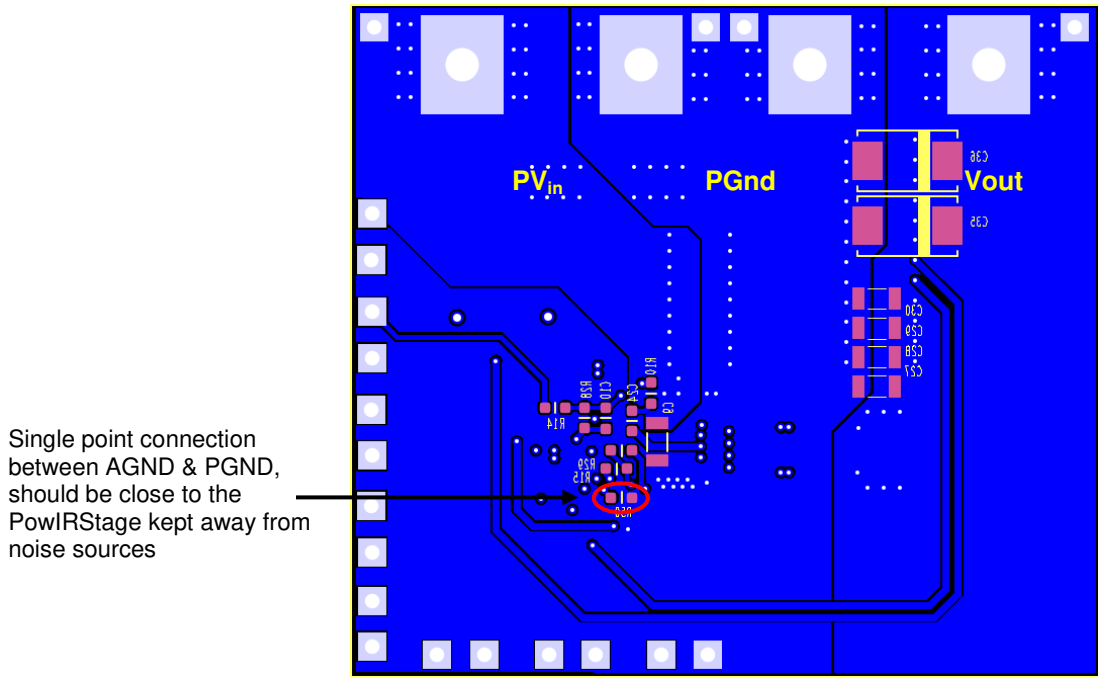 C36
PVin
PGnd
Vout
C35
C30
C29
C28
C27
R10
R28
C10
C24
C9
R14
R29
R15
R50
Single point connection
between AGND & PGND,
should be close to the
PowIRStage kept away from
noise sources